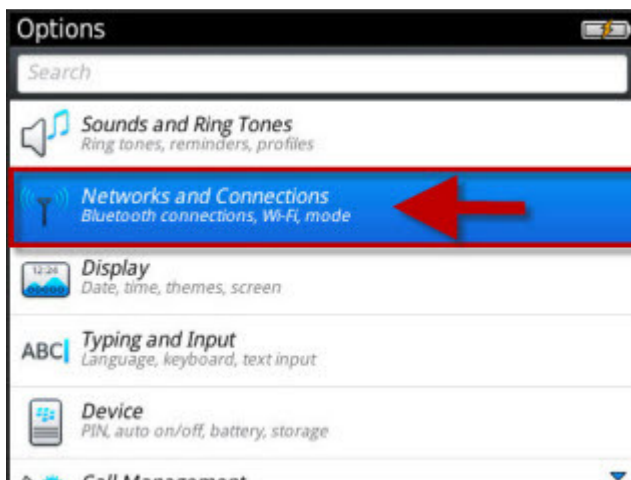 Options
Search
Sounds and Ring Tones
Ring tones, reminders, profiles
Networks and Connections
Bluetooth connections, Wi-Fi, mode
12:24
Display
Date, time, themes, screen
ABC
Typing and Input
Language, keyboard, text input
Device
PIN, auto on/off, battery, storage
Call Management